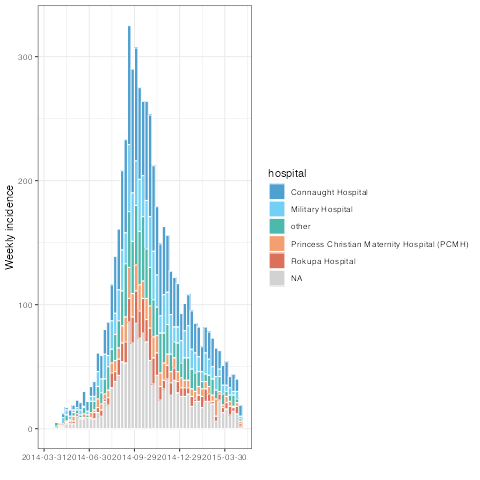 Weekly incidence
300
200
100
0
2014-03-31 2014-06-30 2014-09-29 2014-12-29 2015-03-30
hospital
Connaught Hospital
Military Hospital
other
Princess Christian Maternity Hospital (PCMH)
Rokupa Hospital
NA